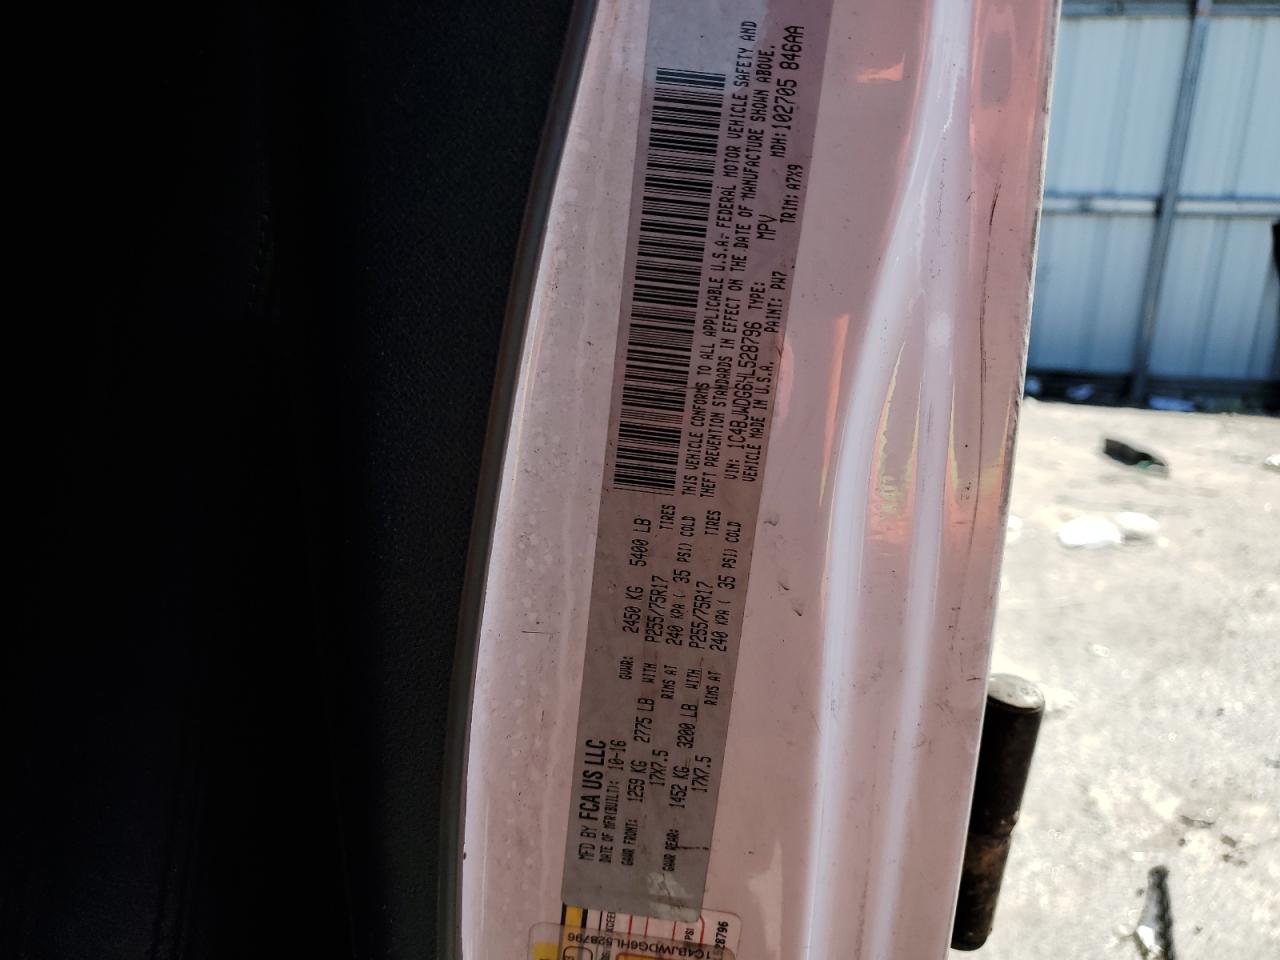 MFD BY FCA US LLC
DATE OF MFR(BUILT): 10-16 GVWR: 2450 KG 5400 LB
GAWR FRONT: 1259 KG 2775 LB WITH P255/75R17 TIRES
17X7.5 RIMS AT 240 KPA ( 35 PSI) COLD
GAWR REAR: 1452 KG 3200 LB WITH P255/75R17 TIRES
17X7.5 RIMS AT 240 KPA ( 35 PSI) COLD
THIS VEHICLE CONFORMS TO ALL APPLICABLE U.S.A. FEDERAL MOTOR VEHICLE SAFETY AND
THEFT PREVENTION STANDARDS IN EFFECT ON THE DATE OF MANUFACTURE SHOWN ABOVE.
VIN: 1C4BJWDG6HL528796 TYPE: MPV MDH: 102705 846AA
VEHICLE MADE IN U.S.A. PAINT: PW7 TRIM: A7X9
PSI
528796
1C4BJWDG6HL528796